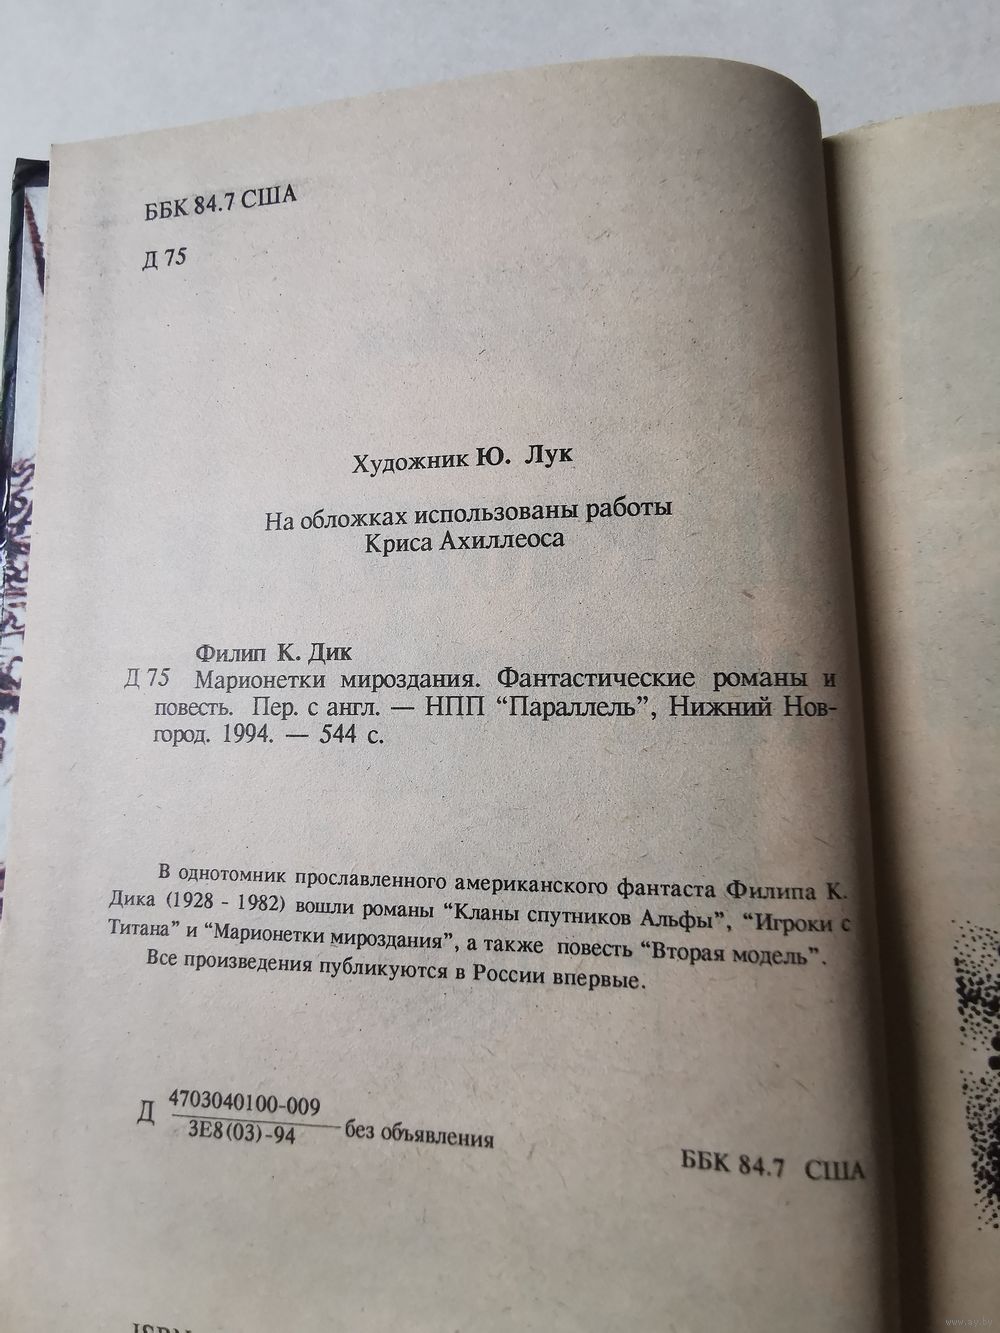 ББК 84.7 США
Д 75
Художник Ю. Лук
На обложках использованы работы
Криса Ахиллеоса
Филип К. Дик
Д 75 Марионетки мироздания. Фантастические романы и
повесть. Пер. с англ. — НПП “Параллель”, Нижний Нов-
город. 1994. — 544 с.
В однотомник прославленного американского фантаста Филипа К.
Дика (1928 - 1982) вошли романы “Кланы спутников Альфы”, “Игроки с
Титана” и “Марионетки мироздания”, а также повесть “Вторая модель”.
Все произведения публикуются в России впервые.
Д 4703040100-009
3Е8(03)-94 без объявления
ББК 84.7 США
www.ay.by